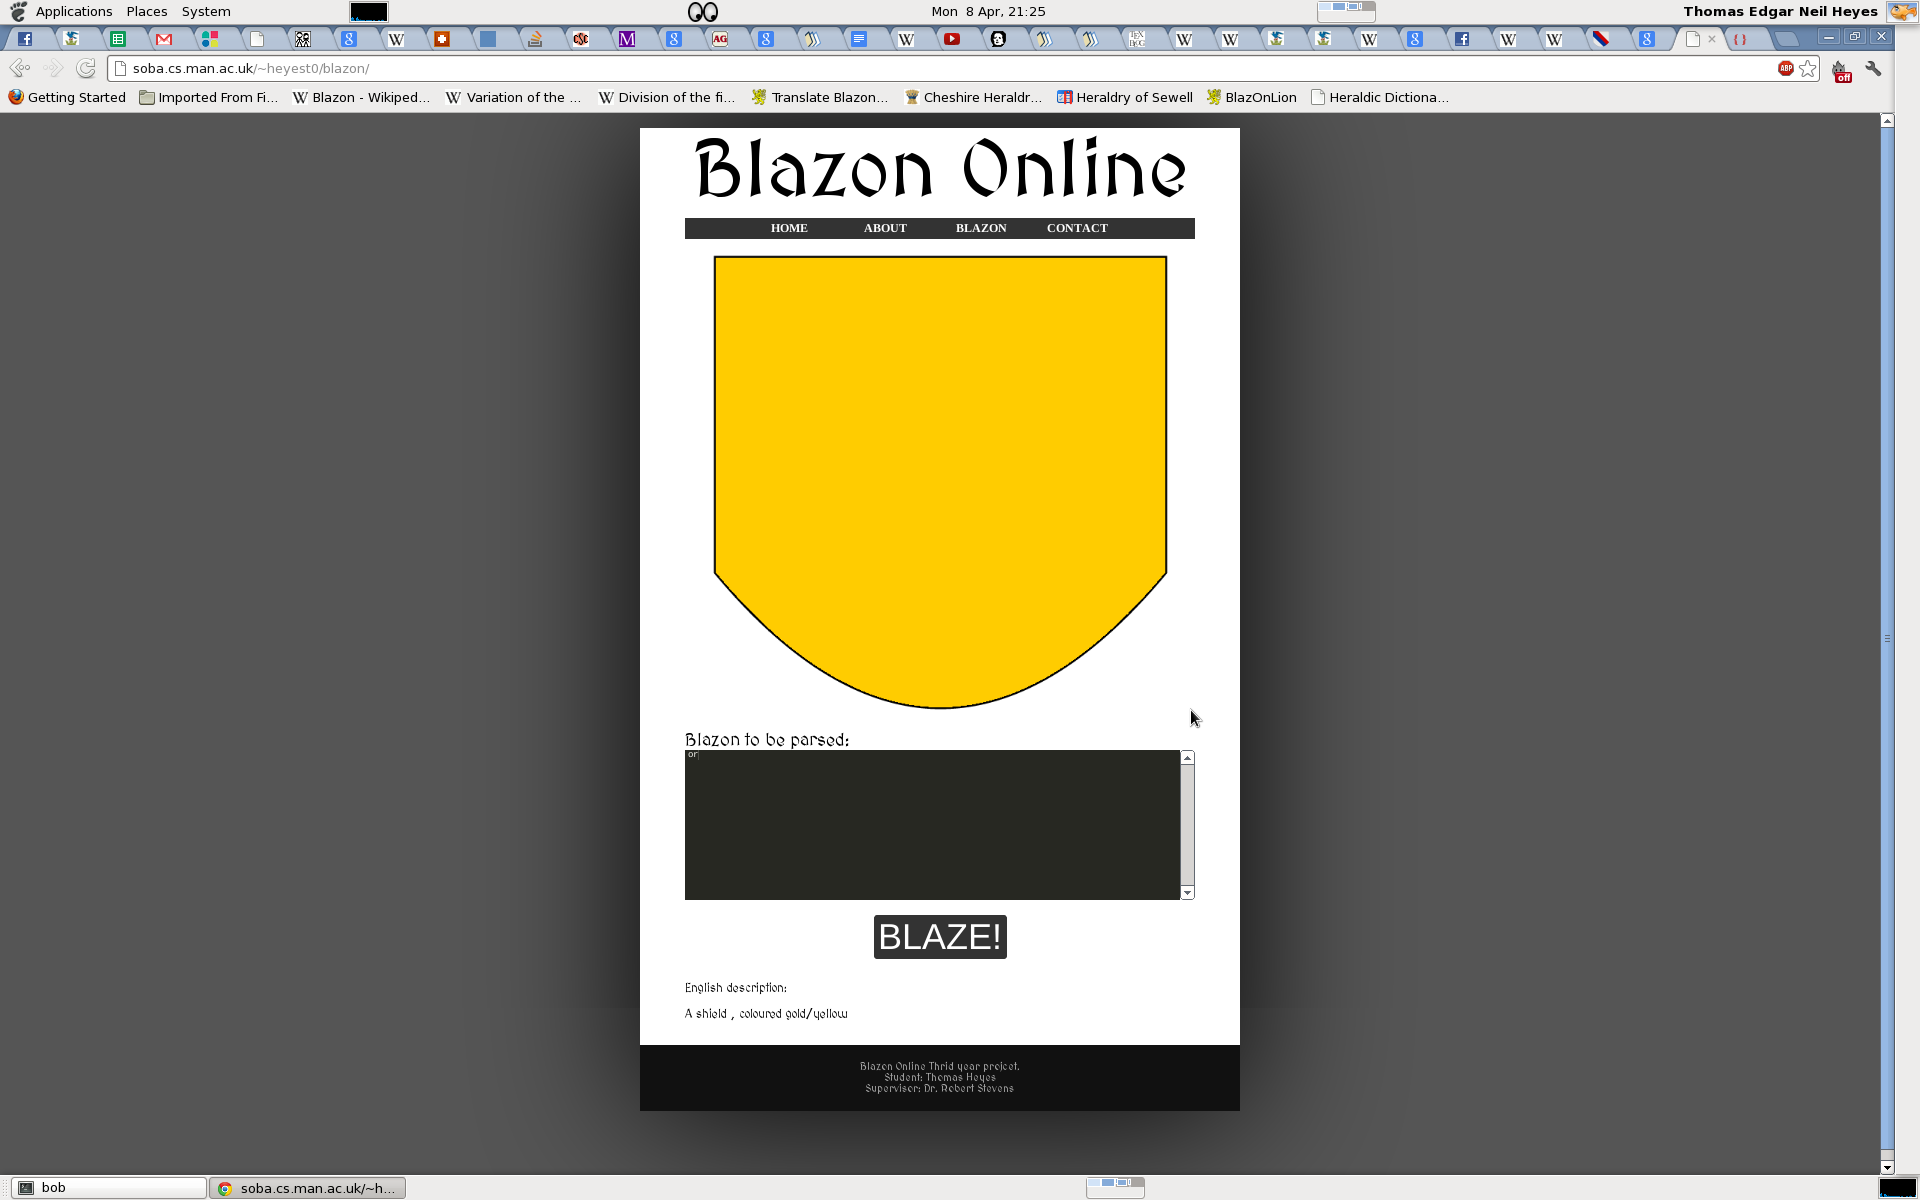 Applications Places System Mon 8 Apr, 21:25 Thomas Edgar Neil Heyes
soba.cs.man.ac.uk/~heyest0/blazon/ ABP off
Getting Started Imported From Fi... Blazon - Wikiped... Variation of the ... Division of the fi... Translate Blazon... Cheshire Heraldr... Heraldry of Sewell BlazOnLion Heraldic Dictiona...
Blazon Online
HOME ABOUT BLAZON CONTACT
Blazon to be parsed:
or
BLAZE!
English description:
A shield , coloured gold/yellow
Blazon Online Thrid year project.
Student: Thomas Heyes
Supervisor: Dr. Robert Stevens
bob soba.cs.man.ac.uk/~h...